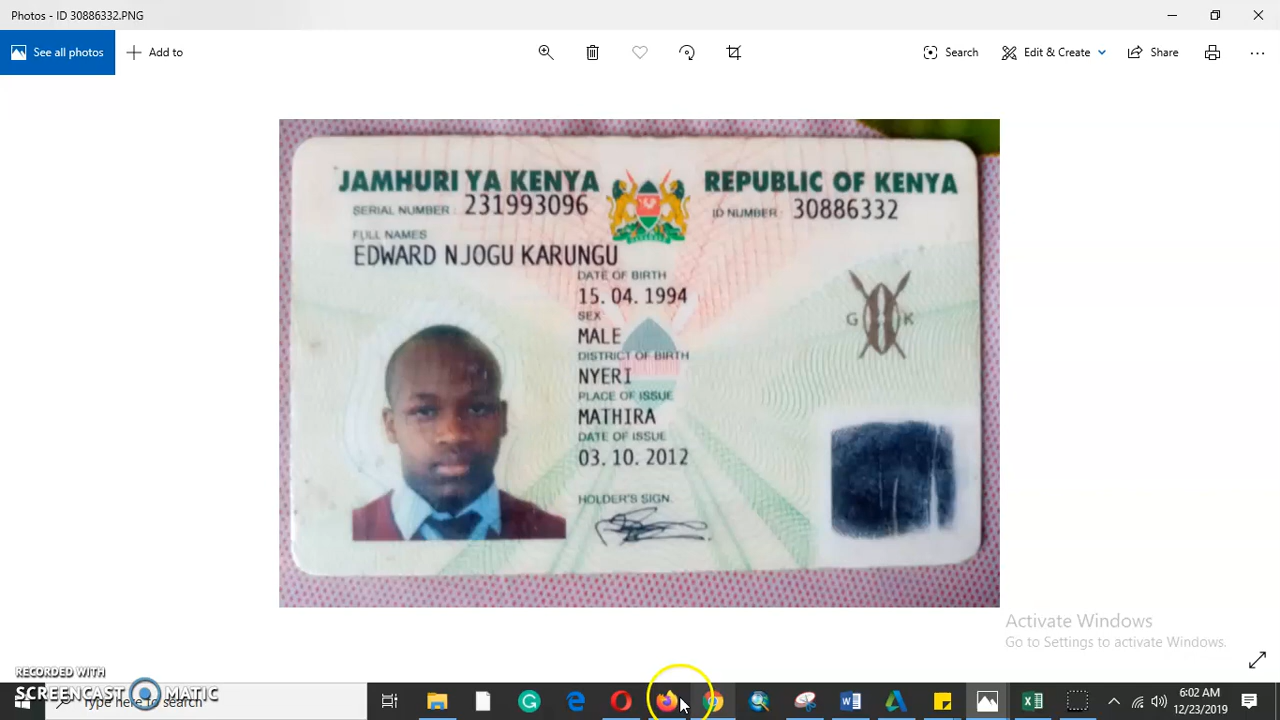 Photos - ID 30886332.PNG
See all photos
Add to
Search
Edit & Create
Share
JAMHURI YA KENYA
REPUBLIC OF KENYA
SERIAL NUMBER : 231993096
ID NUMBER : 30886332
FULL NAMES
EDWARD NJOGU KARUNGU
DATE OF BIRTH
15. 04. 1994
SEX
MALE
DISTRICT OF BIRTH
NYERI
PLACE OF ISSUE
MATHIRA
DATE OF ISSUE
03. 10. 2012
HOLDER'S SIGN.
G K
Activate Windows
Go to Settings to activate Windows.
RECORDED WITH
SCREENCAST MATIC
Type here to search
6:02 AM
12/23/2019